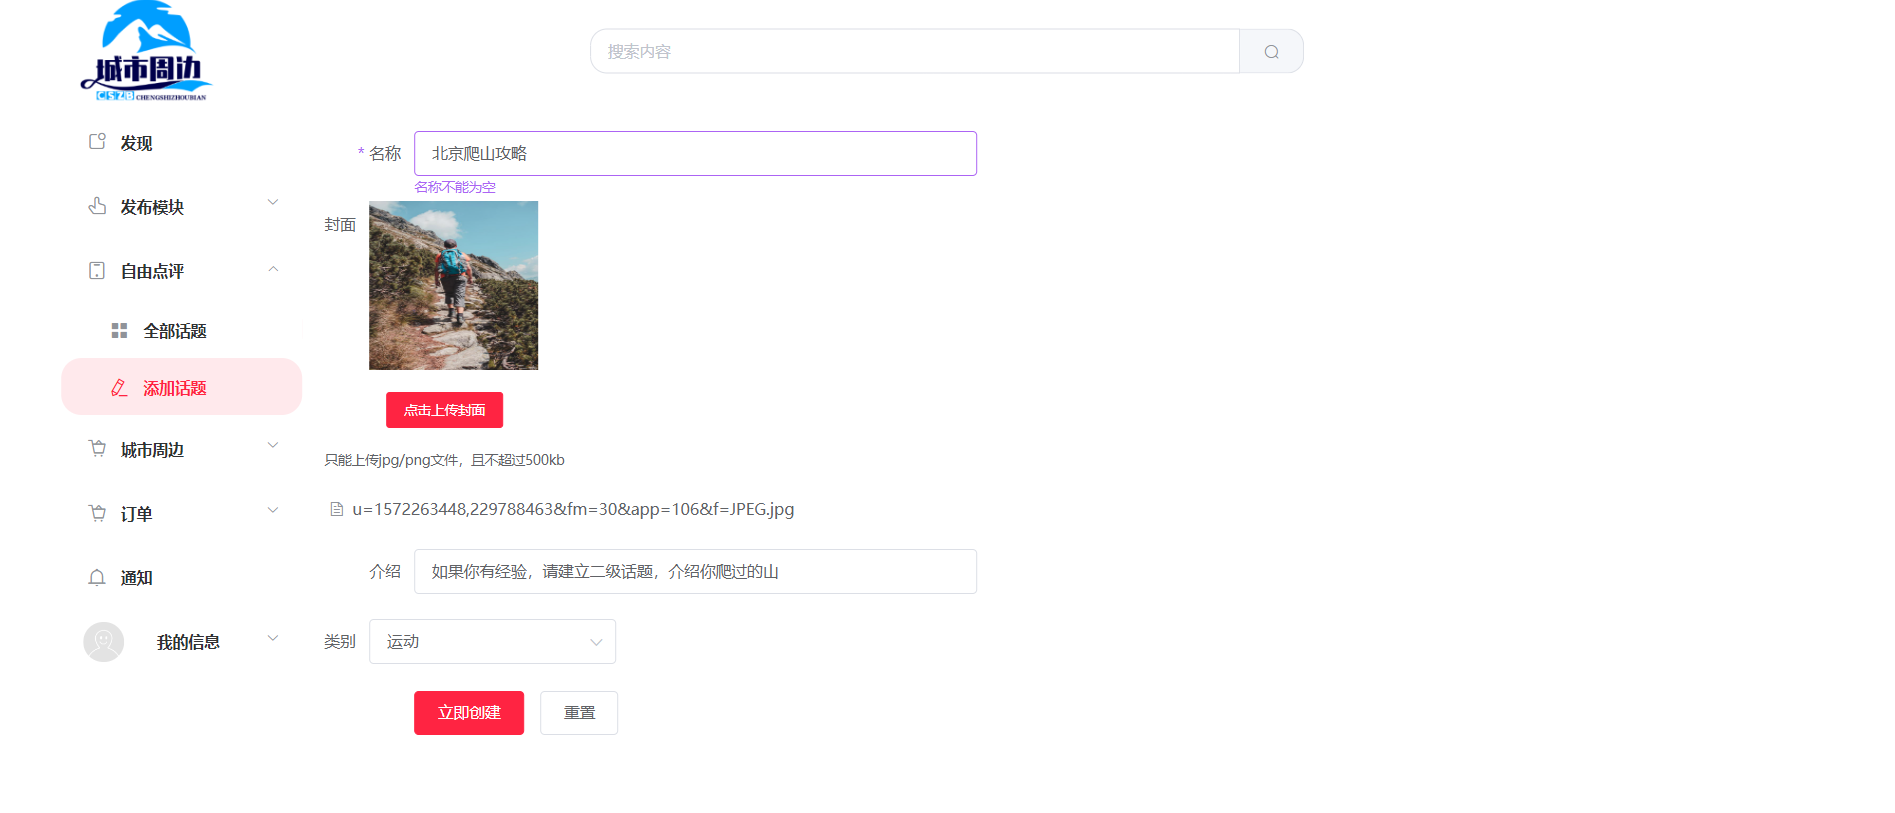 城市周边
CSZB CHENGSHIZHOUBIAN
搜索内容
发现
发布模块
自由点评
全部话题
添加话题
城市周边
订单
通知
我的信息
* 名称
北京爬山攻略
名称不能为空
封面
点击上传封面
只能上传jpg/png文件，且不超过500kb
u=1572263448,229788463&fm=30&app=106&f=JPEG.jpg
介绍
如果你有经验，请建立二级话题，介绍你爬过的山
类别
运动
立即创建
重置